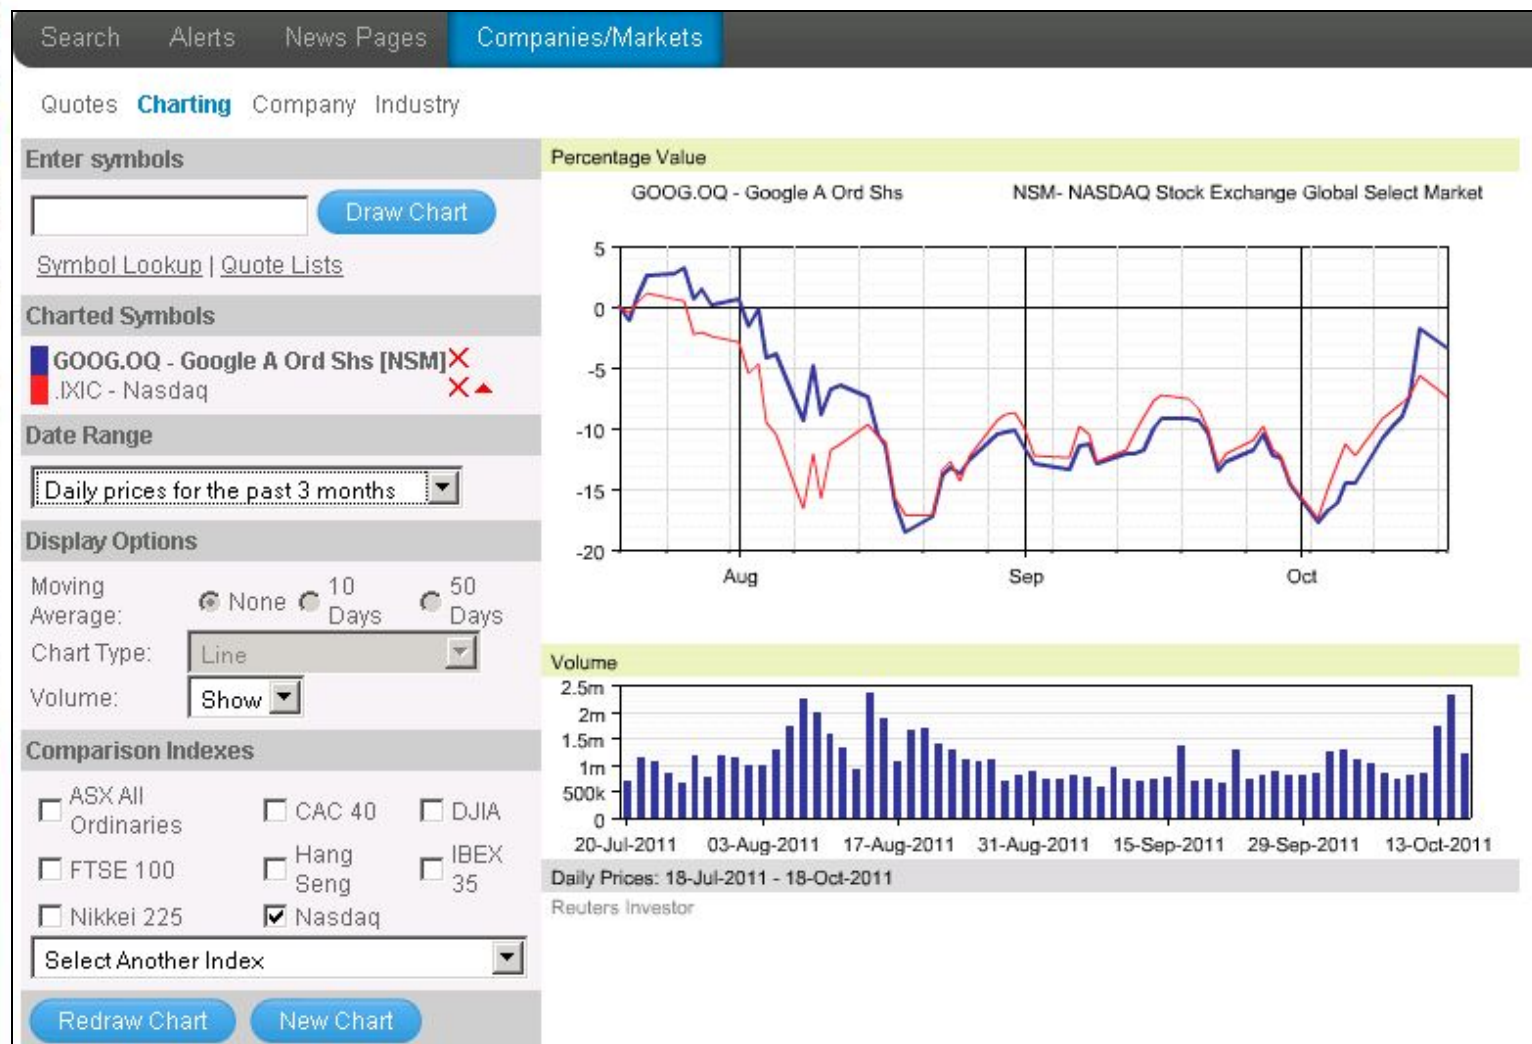 Search Alerts News Pages Companies/Markets
Quotes Charting Company Industry
Enter symbols
Draw Chart
Symbol Lookup | Quote Lists
Charted Symbols
GOOG.OQ - Google A Ord Shs [NSM]
.IXIC - Nasdaq
Date Range
Daily prices for the past 3 months
Display Options
Moving Average: None 10 Days 50 Days
Chart Type: Line
Volume: Show
Comparison Indexes
ASX All Ordinaries CAC 40 DJIA
FTSE 100 Hang Seng IBEX 35
Nikkei 225 Nasdaq
Select Another Index
Redraw Chart New Chart
Percentage Value
GOOG.OQ - Google A Ord Shs NSM- NASDAQ Stock Exchange Global Select Market
5
0
-5
-10
-15
-20
Aug Sep Oct
Volume
2.5m
2m
1.5m
1m
500k
0
20-Jul-2011 03-Aug-2011 17-Aug-2011 31-Aug-2011 15-Sep-2011 29-Sep-2011 13-Oct-2011
Daily Prices: 18-Jul-2011 - 18-Oct-2011
Reuters Investor